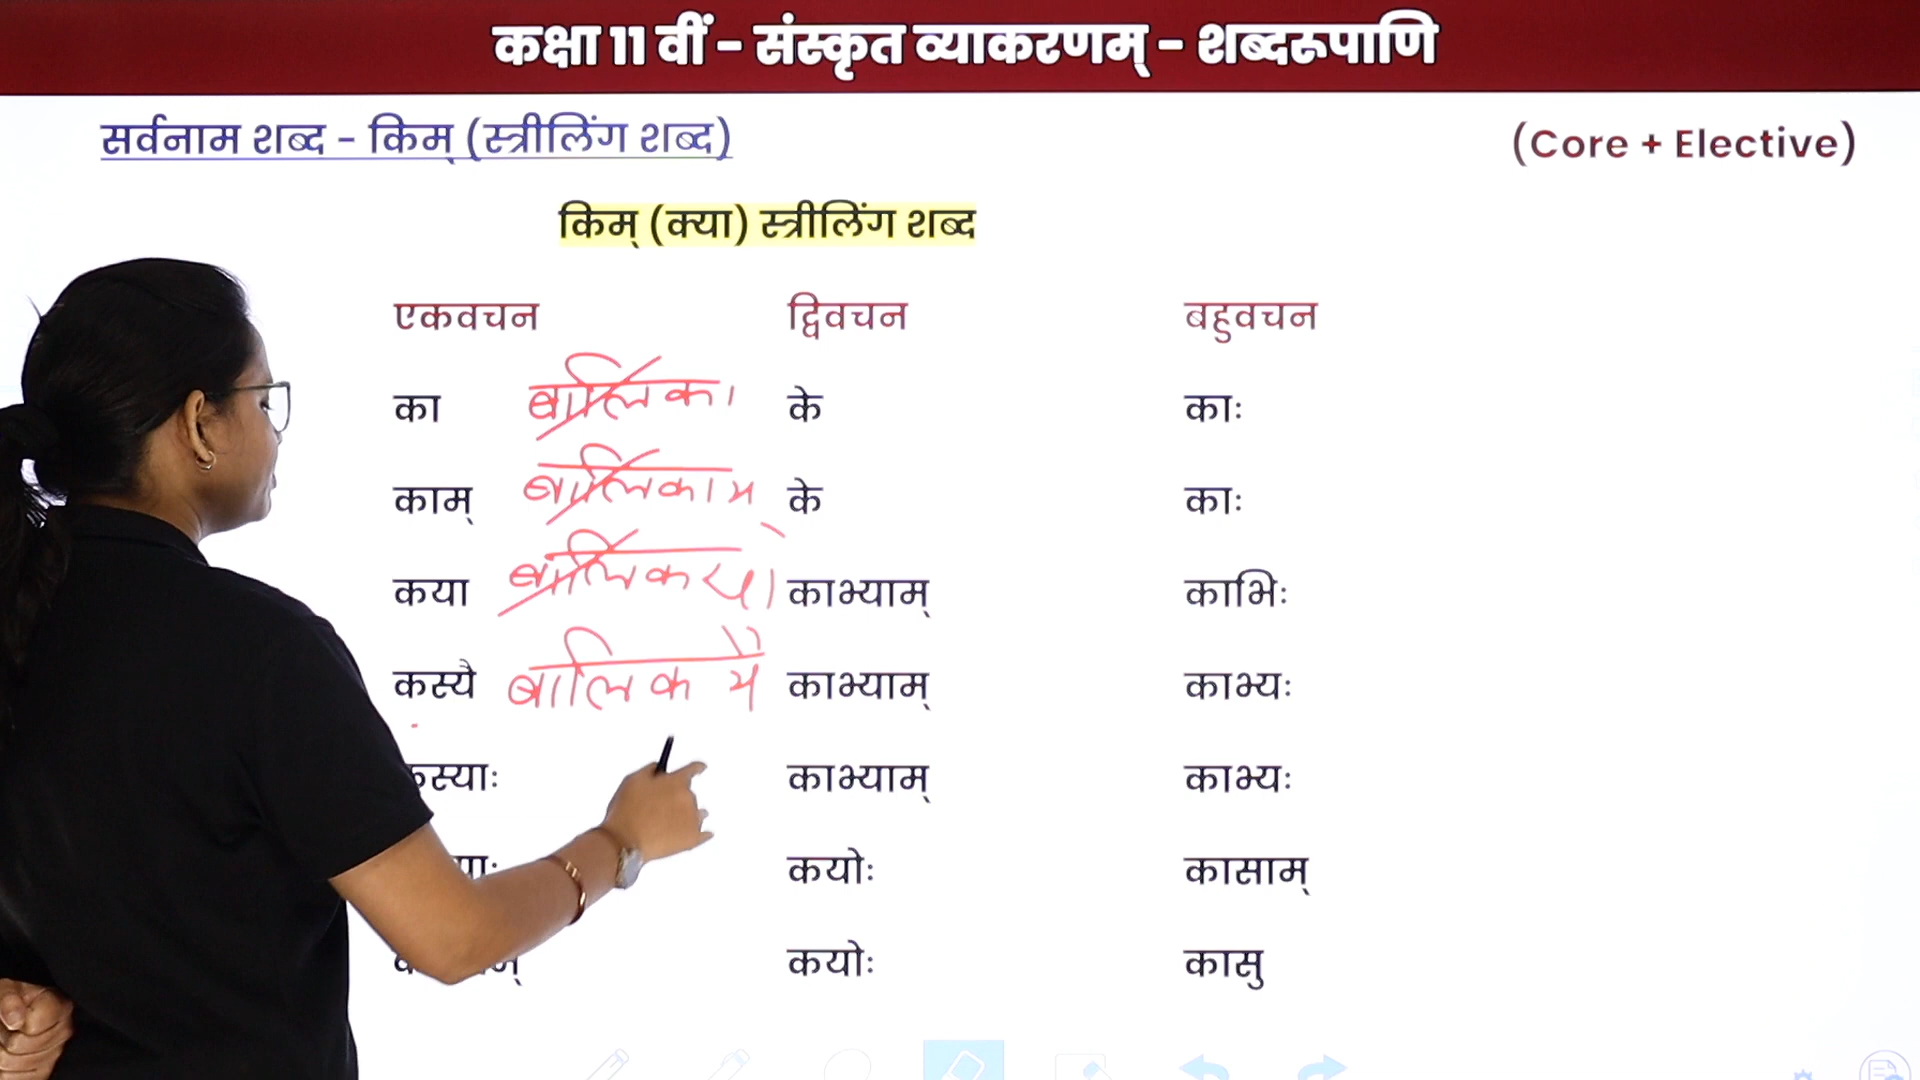 कक्षा 11 वीं - संस्कृत व्याकरणम् - शब्दरूपाणि
सर्वनाम शब्द - किम् (स्त्रीलिंग शब्द) (Core + Elective)
किम् (क्या) स्त्रीलिंग शब्द
एकवचन द्विवचन बहुवचन
का बालिका के काः
काम् बालिकाम् के काः
कया बालिकया काभ्याम् काभिः
कस्यै बालिकयै काभ्याम् काभ्यः
काभ्याम् काभ्यः
कयोः कासाम्
कयोः कासु